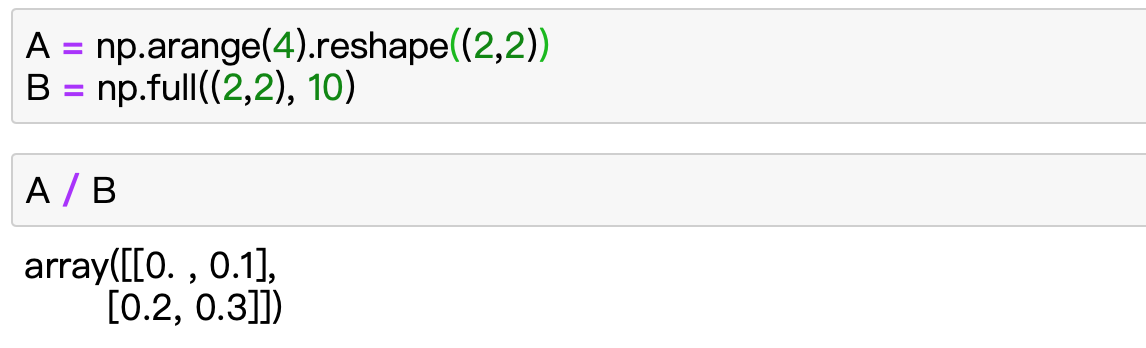 A = np.arange(4).reshape((2,2))
B = np.full((2,2), 10)
A / B
array([[0. , 0.1],
[0.2, 0.3]])